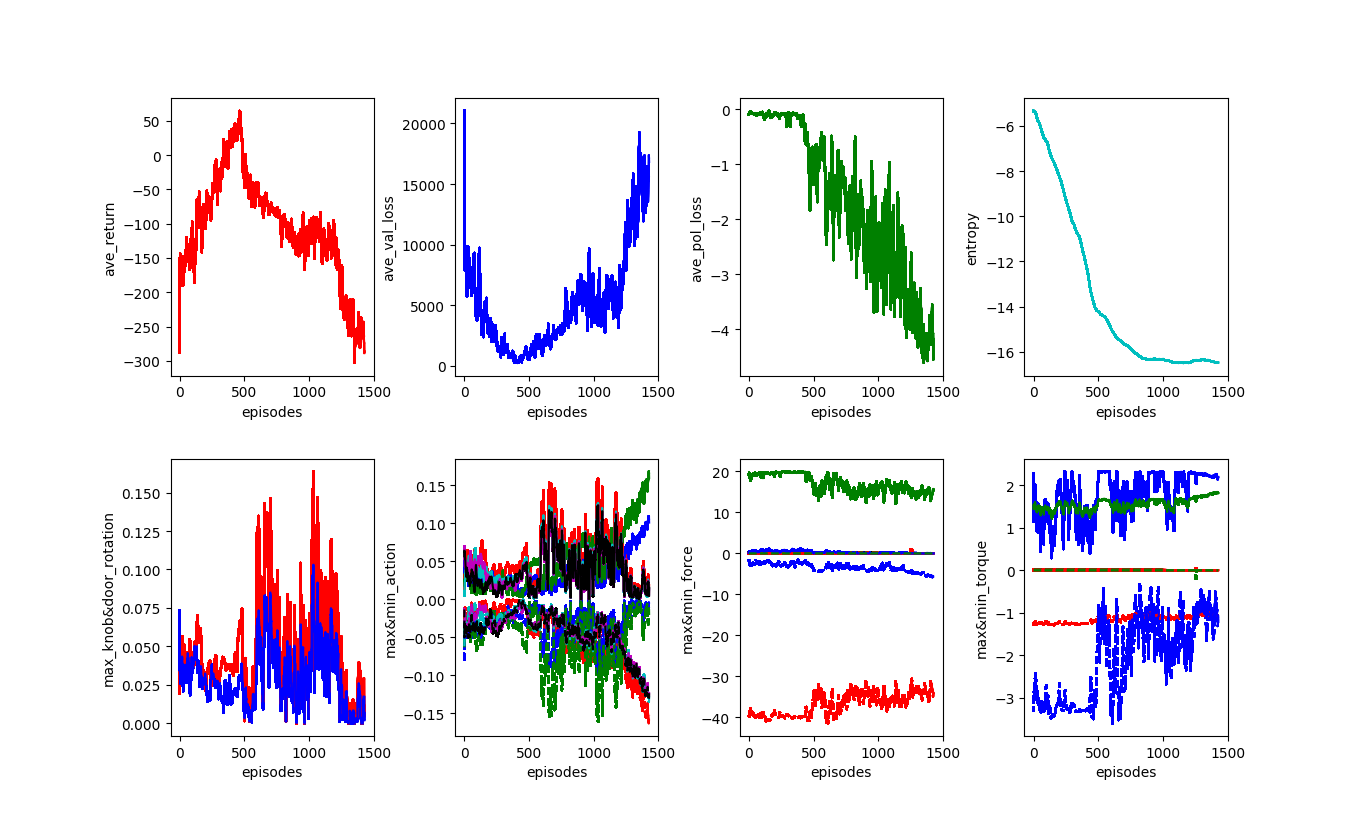 ave_return
50
0
−50
−100
−150
−200
−250
−300
0 500 1000 1500
episodes
ave_val_loss
20000
15000
10000
5000
0
0 500 1000 1500
episodes
ave_pol_loss
0
−1
−2
−3
−4
0 500 1000 1500
episodes
entropy
−6
−8
−10
−12
−14
−16
0 500 1000 1500
episodes
max_knob&door_rotation
0.150
0.125
0.100
0.075
0.050
0.025
0.000
0 500 1000 1500
episodes
max&min_action
0.15
0.10
0.05
0.00
−0.05
−0.10
−0.15
0 500 1000 1500
episodes
max&min_force
20
10
0
−10
−20
−30
−40
0 500 1000 1500
episodes
max&min_torque
2
1
0
−1
−2
−3
0 500 1000 1500
episodes